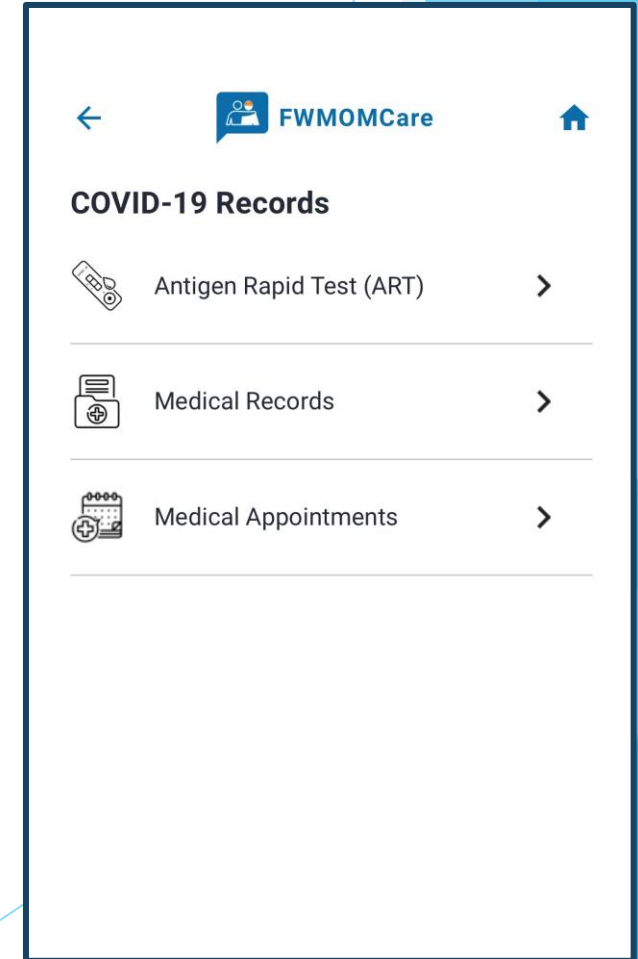 FWMOMCare
COVID-19 Records
Antigen Rapid Test (ART)
Medical Records
Medical Appointments